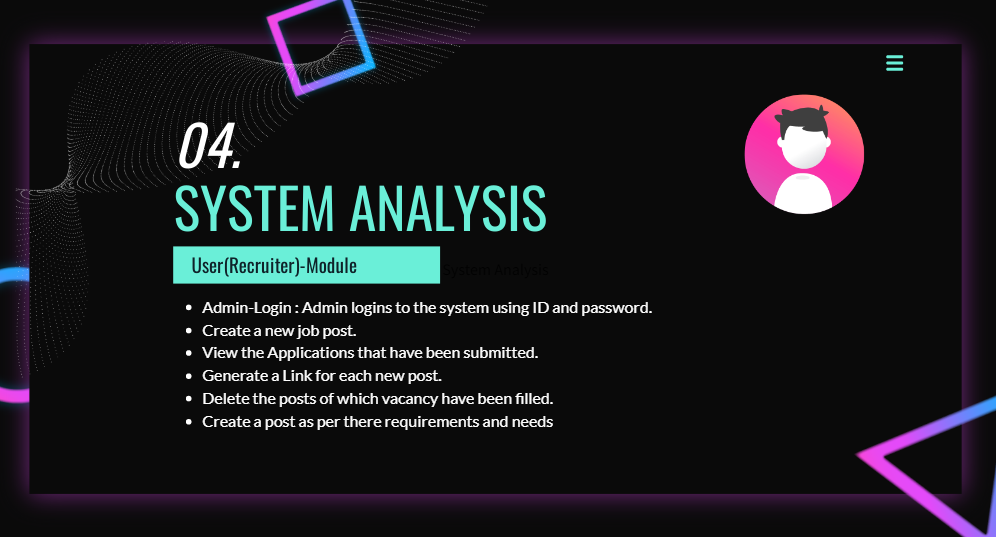 04.
SYSTEM ANALYSIS
User(Recruiter)-Module
System Analysis
• Admin-Login : Admin logins to the system using ID and password.
• Create a new job post.
• View the Applications that have been submitted.
• Generate a Link for each new post.
• Delete the posts of which vacancy have been filled.
• Create a post as per there requirements and needs